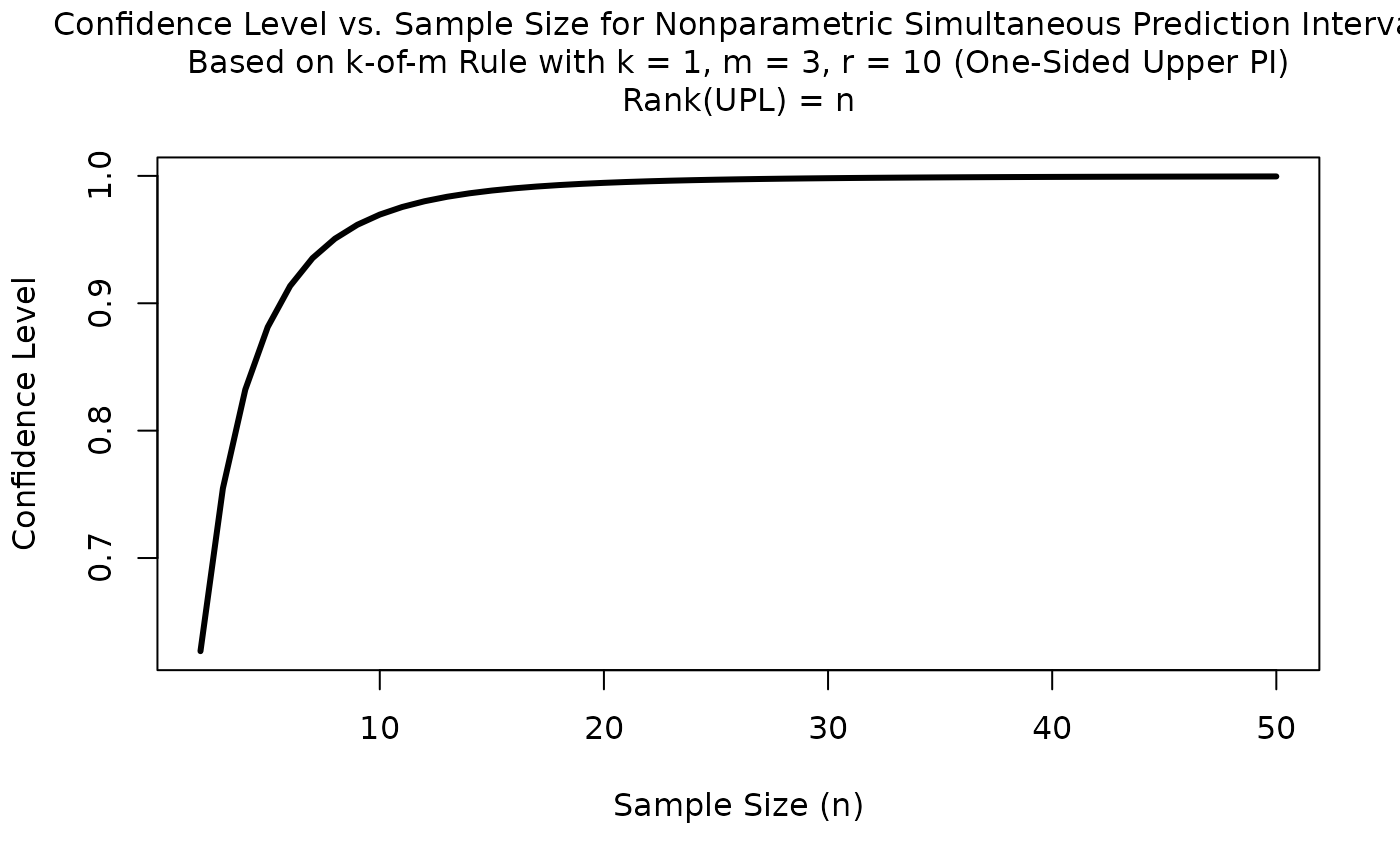 Confidence Level vs. Sample Size for Nonparametric Simultaneous Prediction Interva
Based on k-of-m Rule with k = 1, m = 3, r = 10 (One-Sided Upper PI)
Rank(UPL) = n
Confidence Level
1.0
0.9
0.8
0.7
10 20 30 40 50
Sample Size (n)